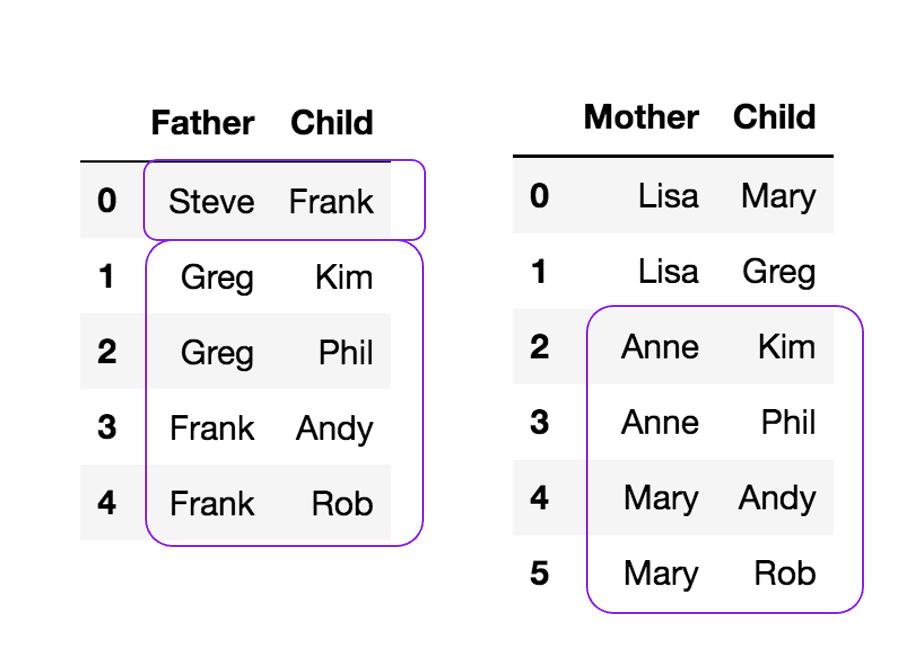 Father Child
0 Steve Frank
1 Greg Kim
2 Greg Phil
3 Frank Andy
4 Frank Rob
Mother Child
0 Lisa Mary
1 Lisa Greg
2 Anne Kim
3 Anne Phil
4 Mary Andy
5 Mary Rob